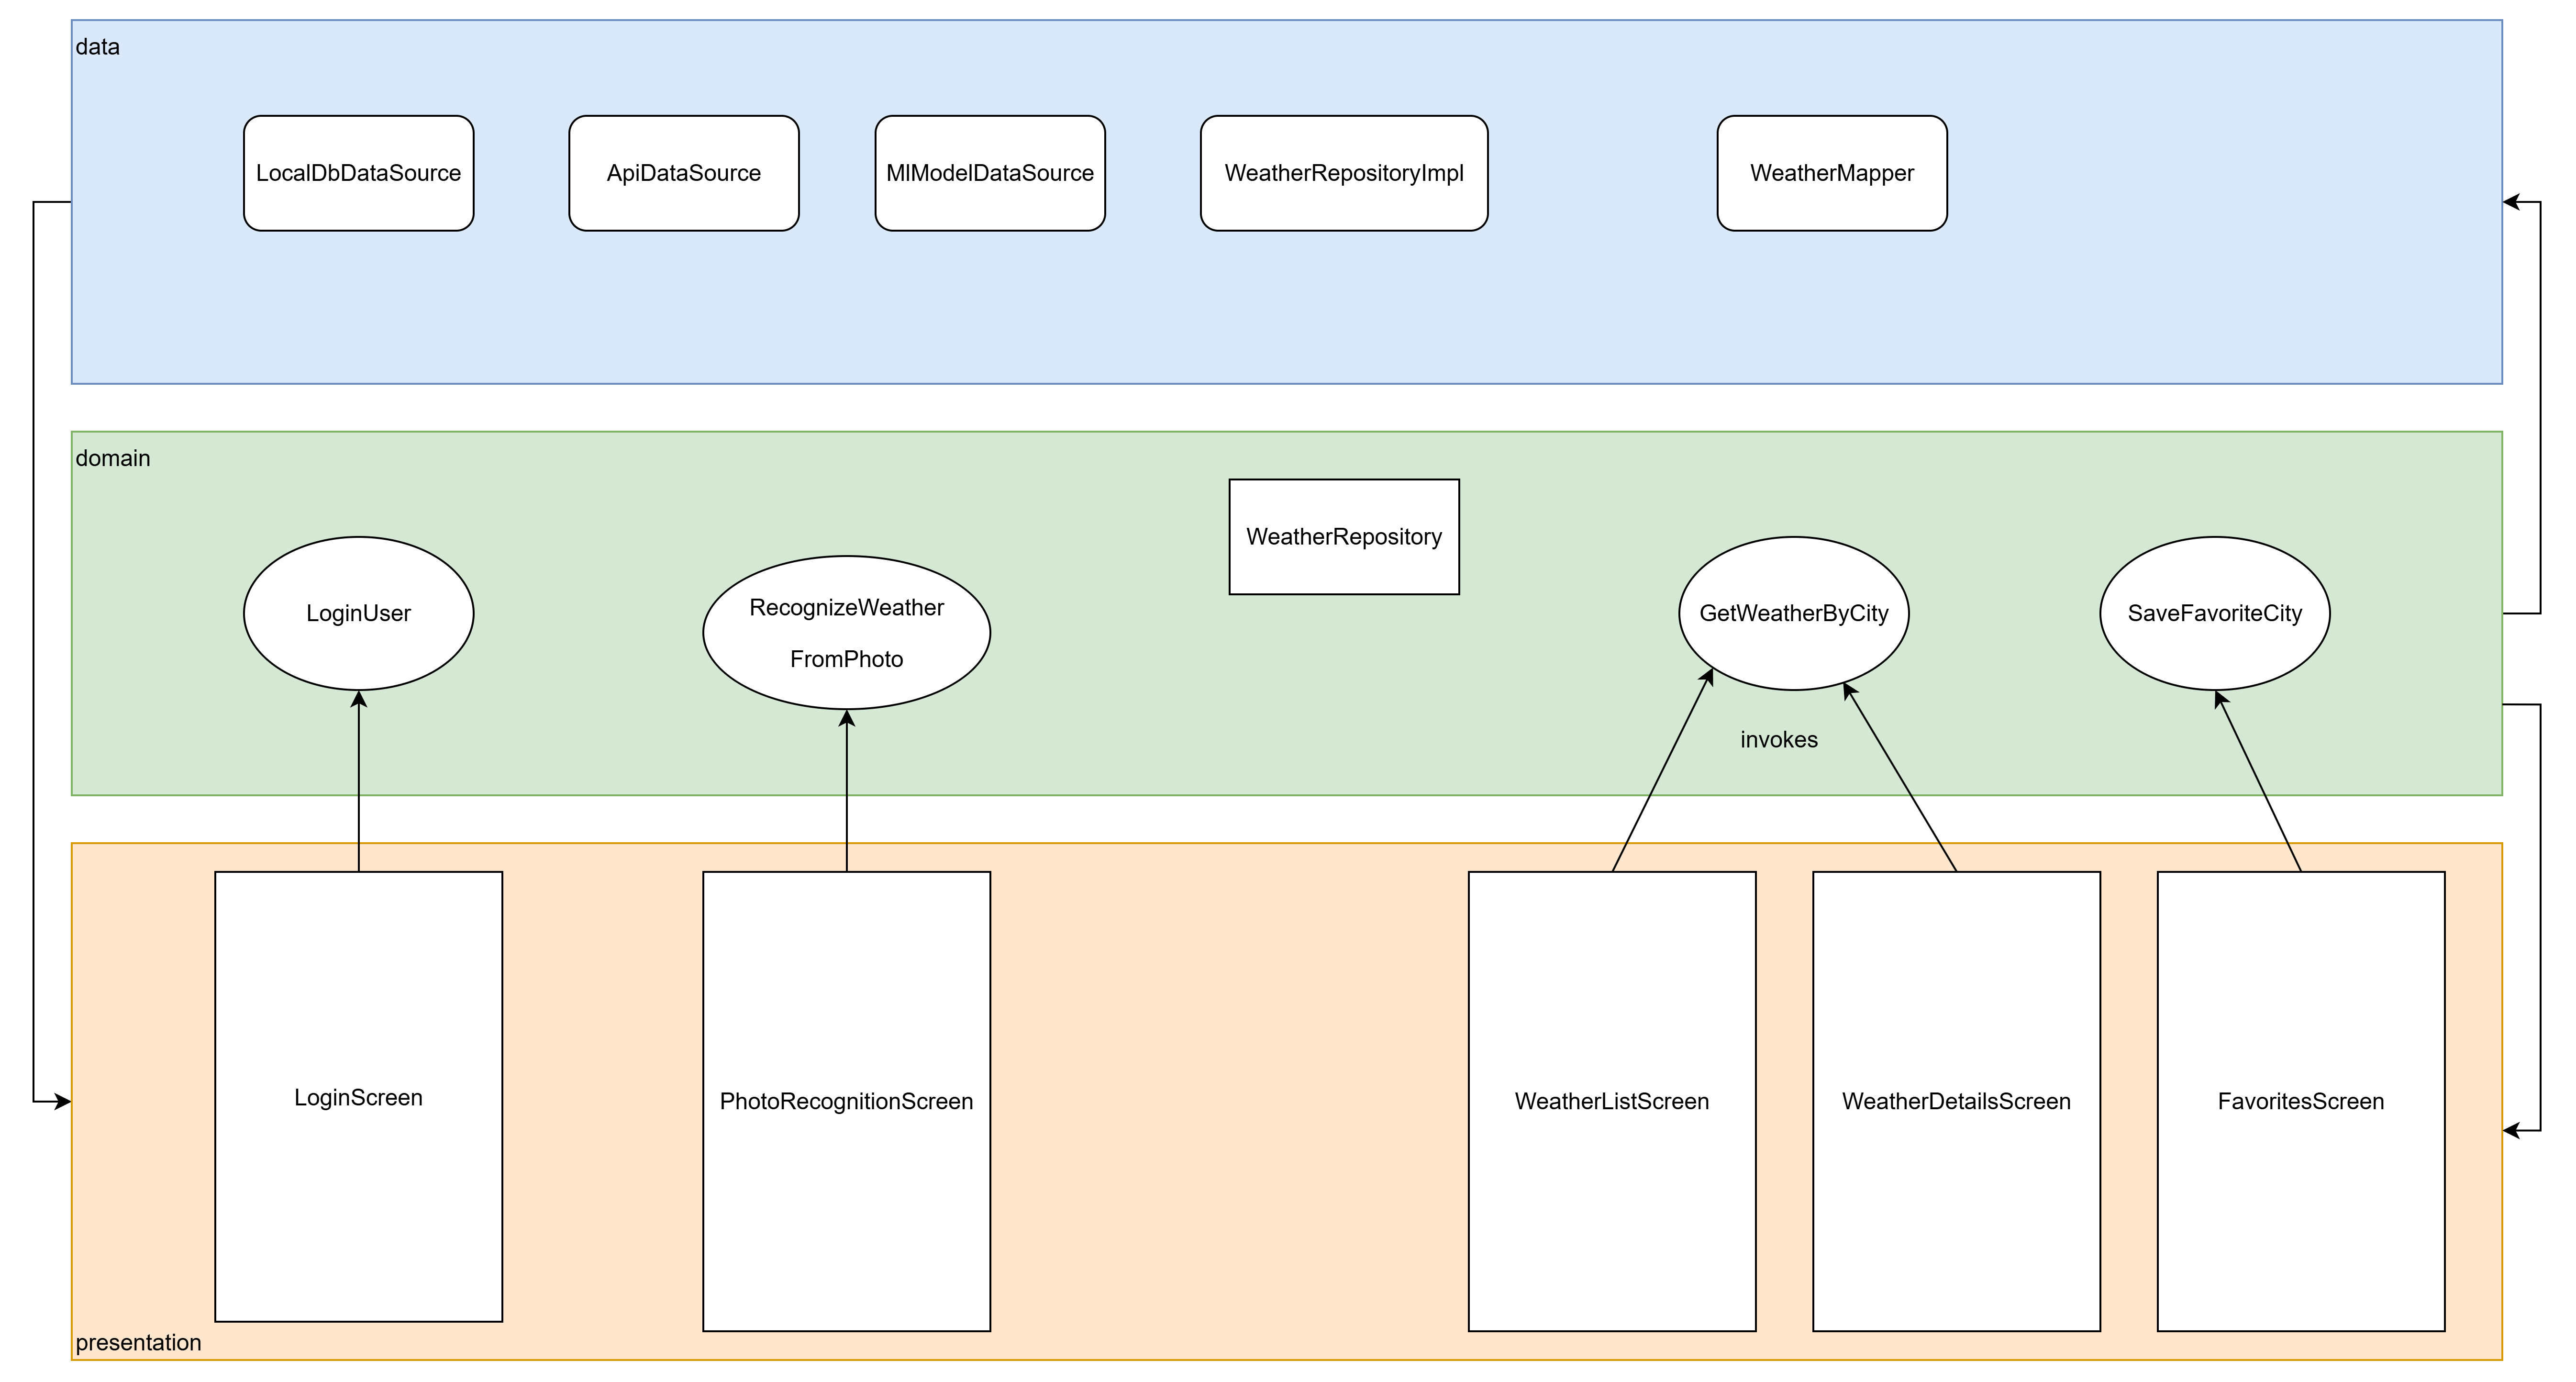 data
LocalDbDataSource
ApiDataSource
MlModelDataSource
WeatherRepositoryImpl
WeatherMapper
domain
WeatherRepository
LoginUser
RecognizeWeather
FromPhoto
GetWeatherByCity
SaveFavoriteCity
invokes
LoginScreen
PhotoRecognitionScreen
WeatherListScreen
WeatherDetailsScreen
FavoritesScreen
presentation